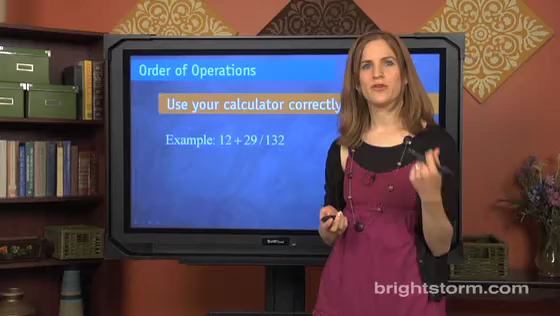 Order of Operations
Use your calculator correctly
Example: 12 + 29 / 132
brightstorm.com